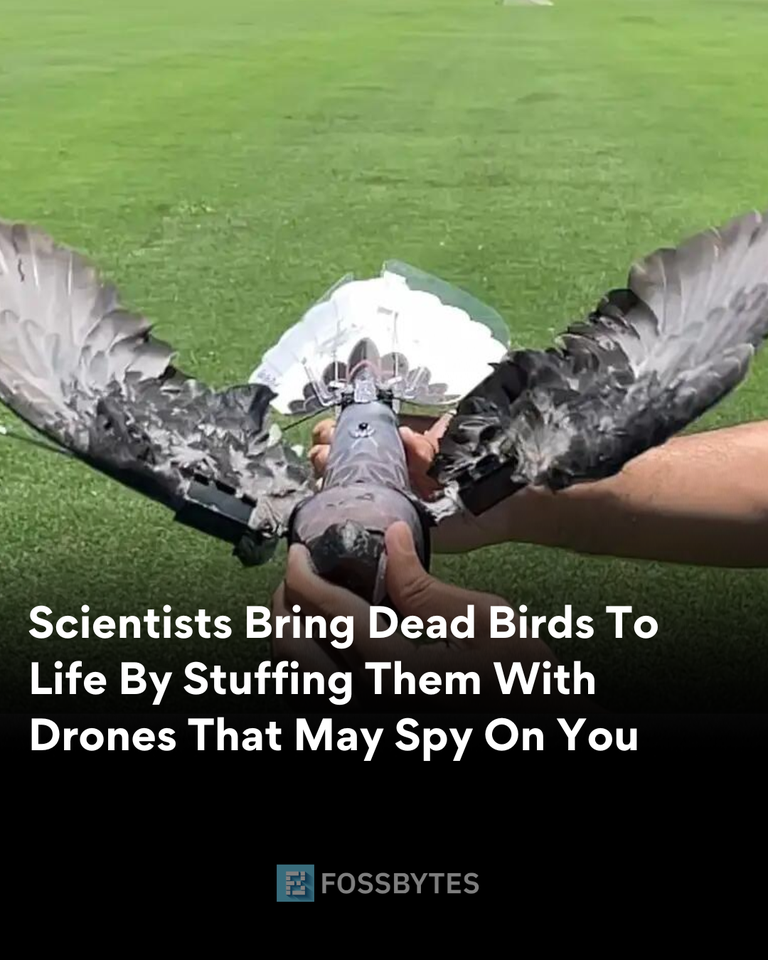 Scientists Bring Dead Birds To
Life By Stuffing Them With
Drones That May Spy On You
FOSSBYTES